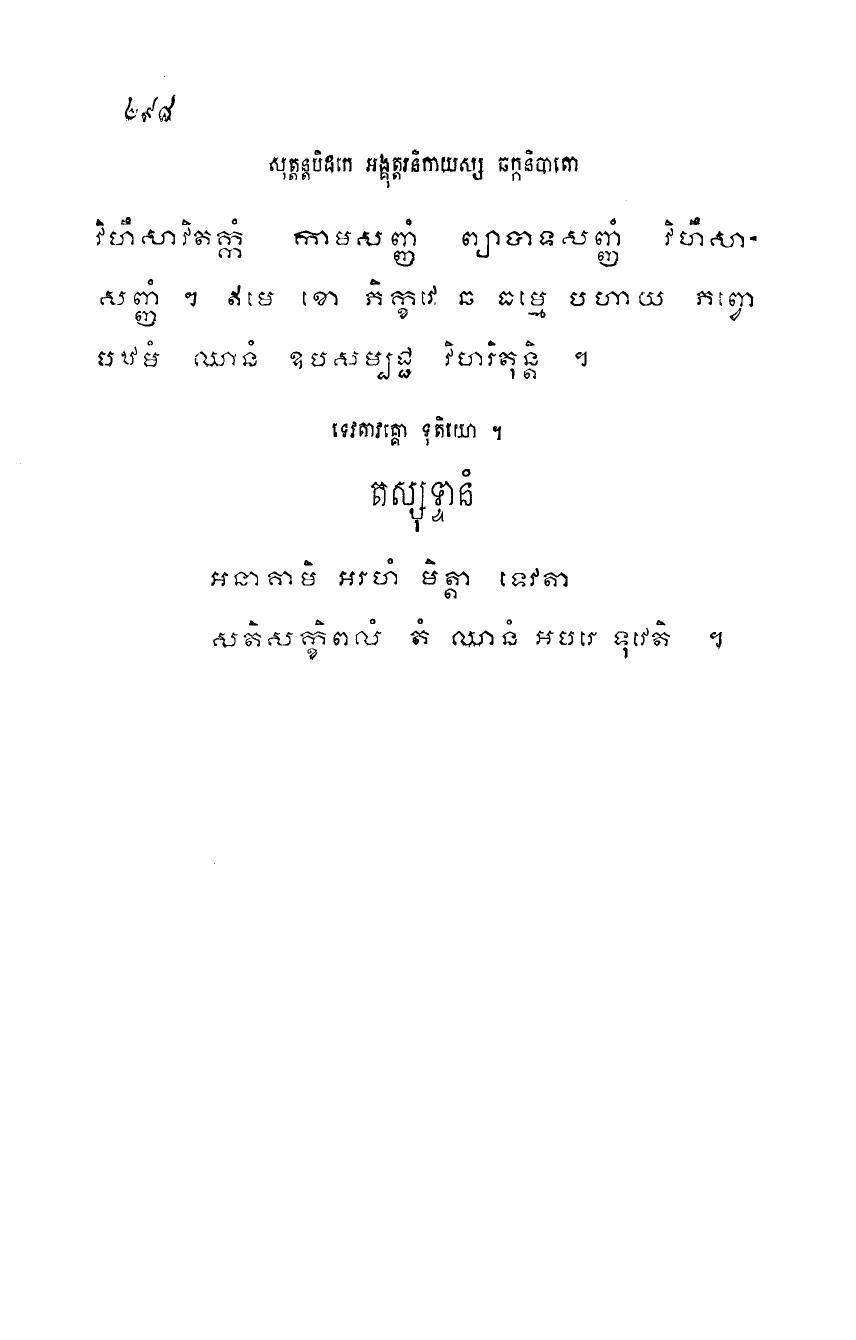 ៤៩៨
សុត្តន្តបិដកេ អង្គុត្តរនិកាយស្ស ឆក្កនិបាតោ
វិហឹសាវិតក្កំ កាមសញ្ញំ ព្យាបាទសញ្ញំ វិហឹសា-
សញ្ញំ ។ ឥមេ ខោ ភិក្ខវេ ឆ ធម្មេ បហាយ ភព្វោ
បឋមំ ឈានំ ឧបសម្បជ្ជ វិហរិតុន្តិ ។
ទេវតាវគ្គោ ទុតិយោ ។
តស្សុទ្ទានំ
អនាគាមិ អរហំ មិត្តា ទេវតា
សតិសក្ខិពលំ តំ ឈានំ អបរេ ទុវេតិ ។